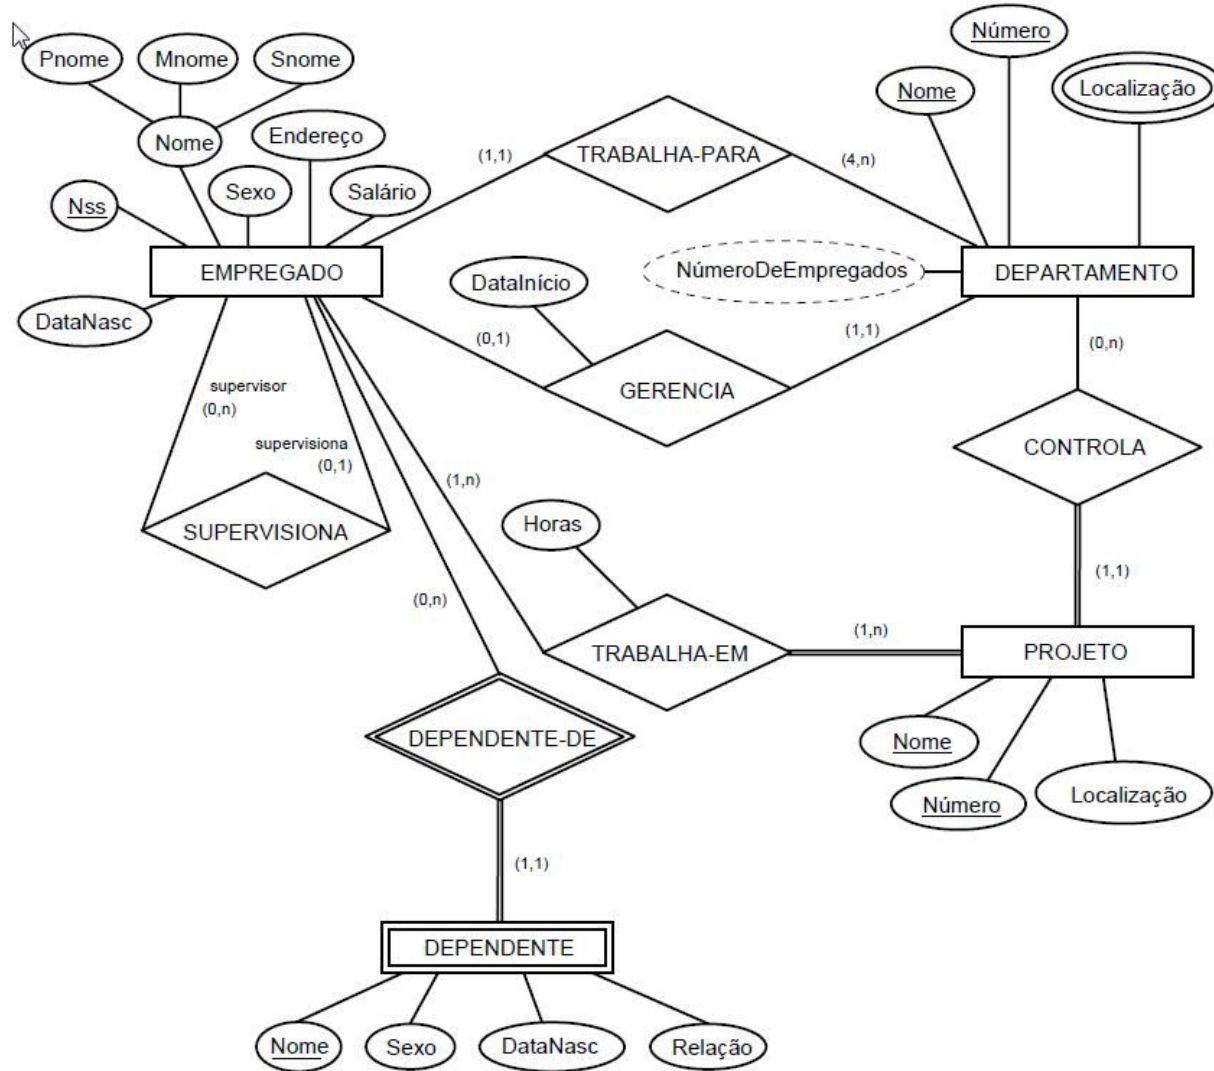 Número
Pnome
Mnome
Snome
Nome
Localização
Nome
Endereço
TRABALHA-PARA
(1,1)
(4,n)
Sexo
Salário
Nss
EMPREGADO
NúmeroDeEmpregados
DEPARTAMENTO
DataInício
DataNasc
(0,1)
(1,1)
(0,n)
supervisor
(0,n)
GERENCIA
supervisiona
(0,1)
CONTROLA
(1,n)
Horas
SUPERVISIONA
(1,1)
(0,n)
(1,n)
TRABALHA-EM
PROJETO
DEPENDENTE-DE
Nome
Número
Localização
(1,1)
DEPENDENTE
Nome
Sexo
DataNasc
Relação